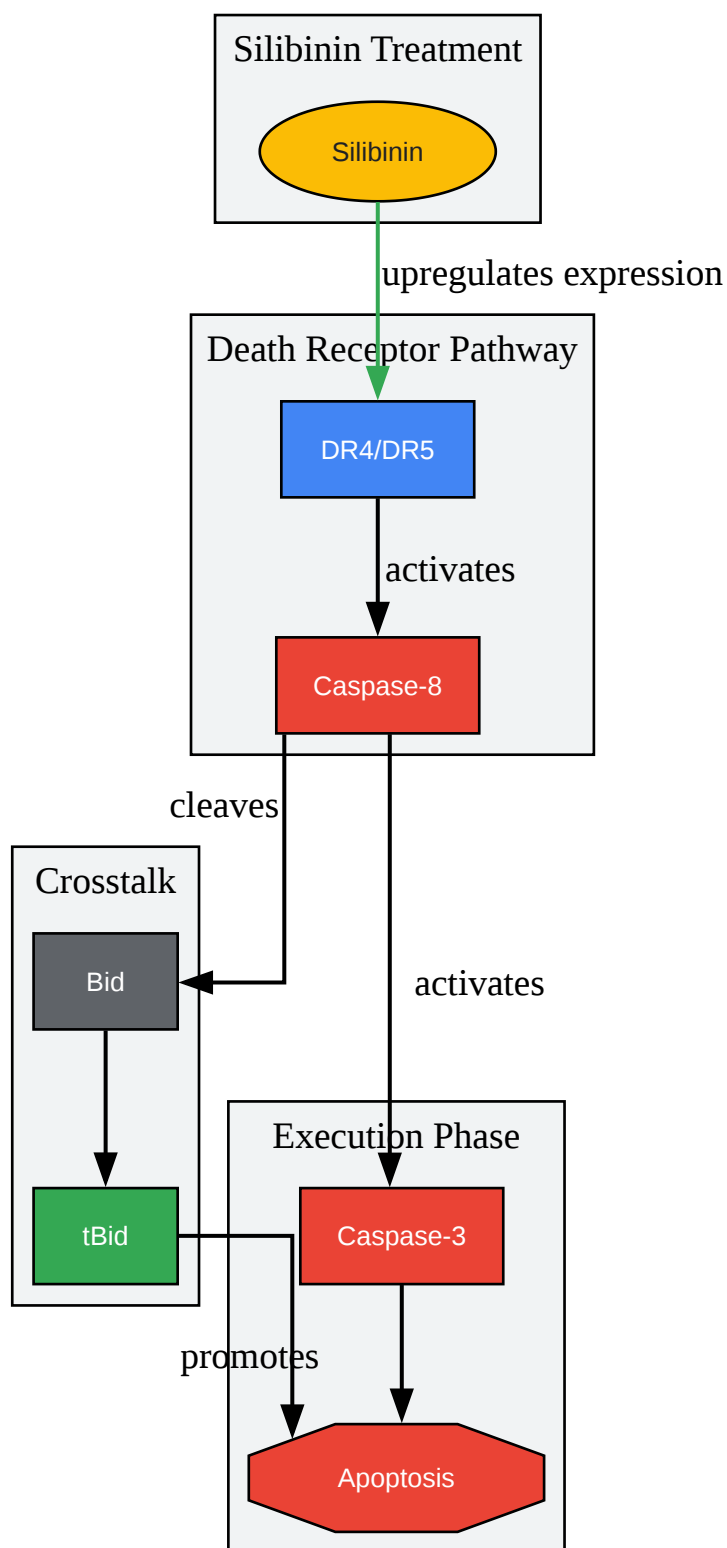 Silibinin Treatment
Silibinin
upregulates expression
Death Receptor Pathway
DR4/DR5
activates
Caspase-8
cleaves
Crosstalk
Bid
activates
Execution Phase
tBid
Caspase-3
promotes
Apoptosis